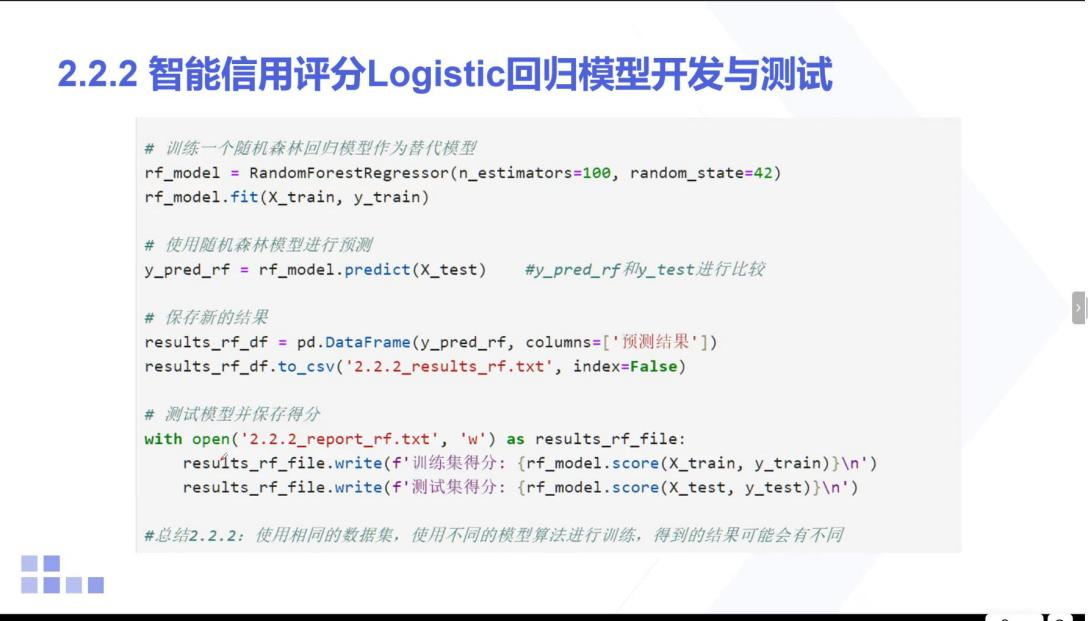 2.2.2 智能信用评分Logistic回归模型开发与测试
# 训练一个随机森林回归模型作为替代模型
rf_model = RandomForestRegressor(n_estimators=100, random_state=42)
rf_model.fit(X_train, y_train)
# 使用随机森林模型进行预测
y_pred_rf = rf_model.predict(X_test)    #y_pred_rf和y_test进行比较
# 保存新的结果
results_rf_df = pd.DataFrame(y_pred_rf, columns=['预测结果'])
results_rf_df.to_csv('2.2.2_results_rf.txt', index=False)
# 测试模型并保存得分
with open('2.2.2_report_rf.txt', 'w') as results_rf_file:
    results_rf_file.write(f'训练集得分: {rf_model.score(X_train, y_train)}\n')
    results_rf_file.write(f'测试集得分: {rf_model.score(X_test, y_test)}\n')
#总结2.2.2：使用相同的数据集，使用不同的模型算法进行训练，得到的结果可能会有不同